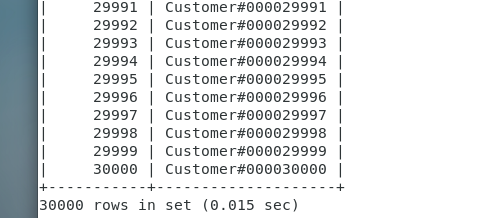 |     29991 | Customer#000029991 |
|     29992 | Customer#000029992 |
|     29993 | Customer#000029993 |
|     29994 | Customer#000029994 |
|     29995 | Customer#000029995 |
|     29996 | Customer#000029996 |
|     29997 | Customer#000029997 |
|     29998 | Customer#000029998 |
|     29999 | Customer#000029999 |
|     30000 | Customer#000030000 |
+-----------+--------------------+
30000 rows in set (0.015 sec)